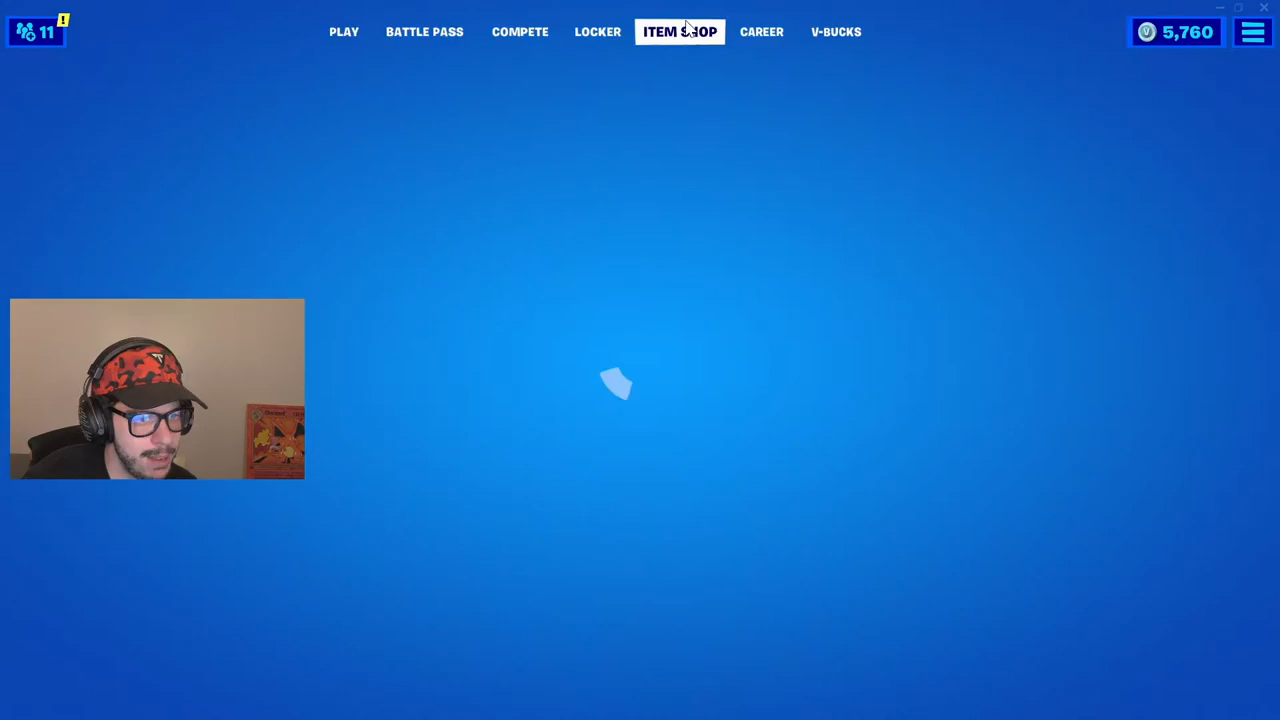 11 !
PLAY BATTLE PASS COMPETE LOCKER ITEM SHOP CAREER V-BUCKS
V 5,760